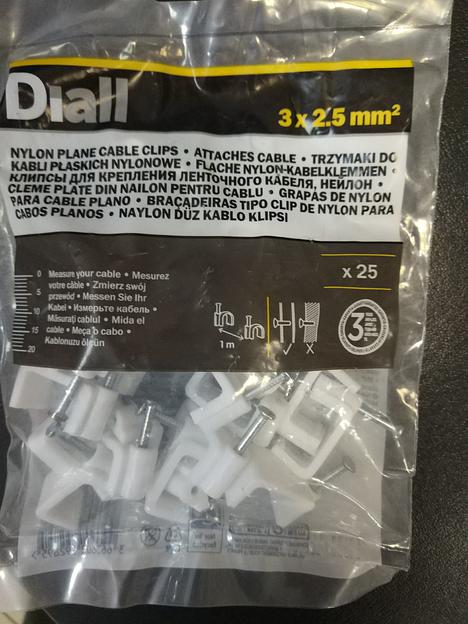 Diall
3 x 2.5 mm²
NYLON PLANE CABLE CLIPS • ATTACHES CABLE • TRZYMAKI DO
KABLI PŁASKICH NYLONOWE • FLACHE NYLON-KABELKLEMMEN •
КЛИПСЫ ДЛЯ КРЕПЛЕНИЯ ЛЕНТОЧНОГО КАБЕЛЯ, НЕЙЛОН •
CLEME PLATE DIN NAILON PENTRU CABLU • GRAPAS DE NYLON
PARA CABLE PLANO • BRAÇADEIRAS TIPO CLIP DE NYLON PARA
CABOS PLANOS • NAYLON DÜZ KABLO KLIPSI
x 25
0
5
10
15
20
Measure your cable • Mesurez
votre câble • Zmierz swój
przewód • Messen Sie Ihr
Kabel • Измерьте кабель •
Măsurați cablul • Mida el
cable • Meça o cabo •
Kablonuzu ölçün
1 m
3